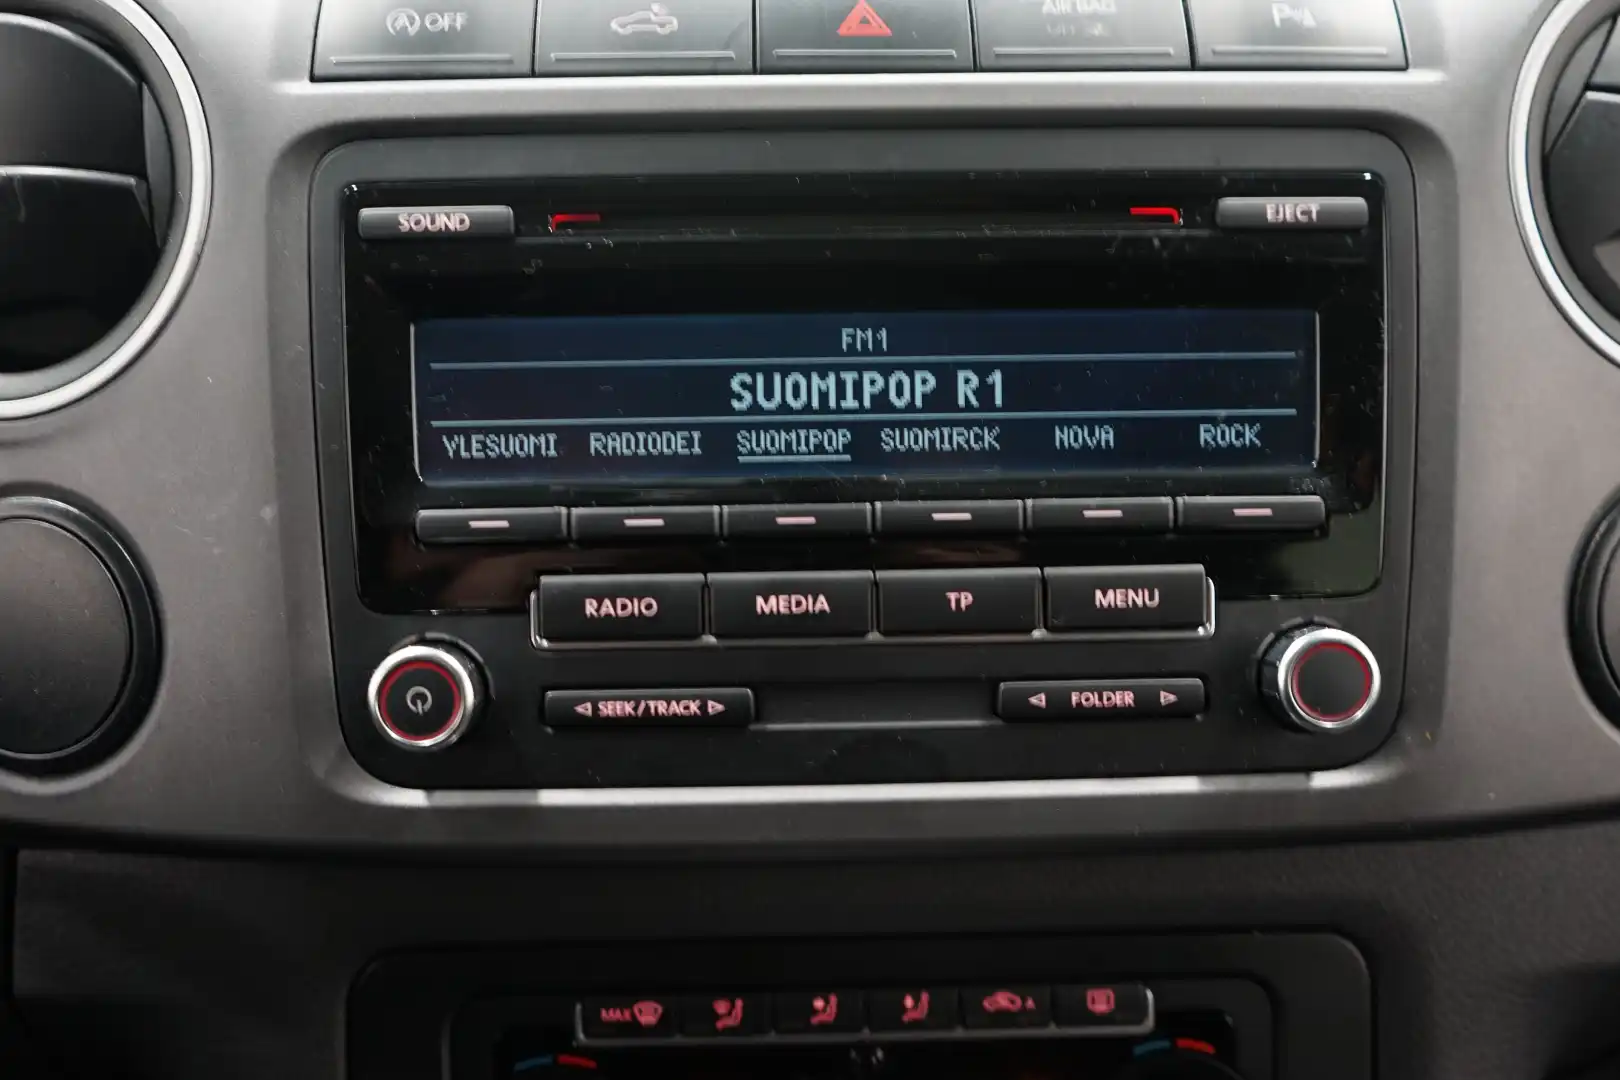 OFF
AIRBAG
SOUND
EJECT
FM1
SUOMIPOP R1
YLESUOMI RADIODEI SUOMIPOP SUOMIRCK NOVA ROCK
RADIO MEDIA TP MENU
SEEK/TRACK FOLDER
MAX A